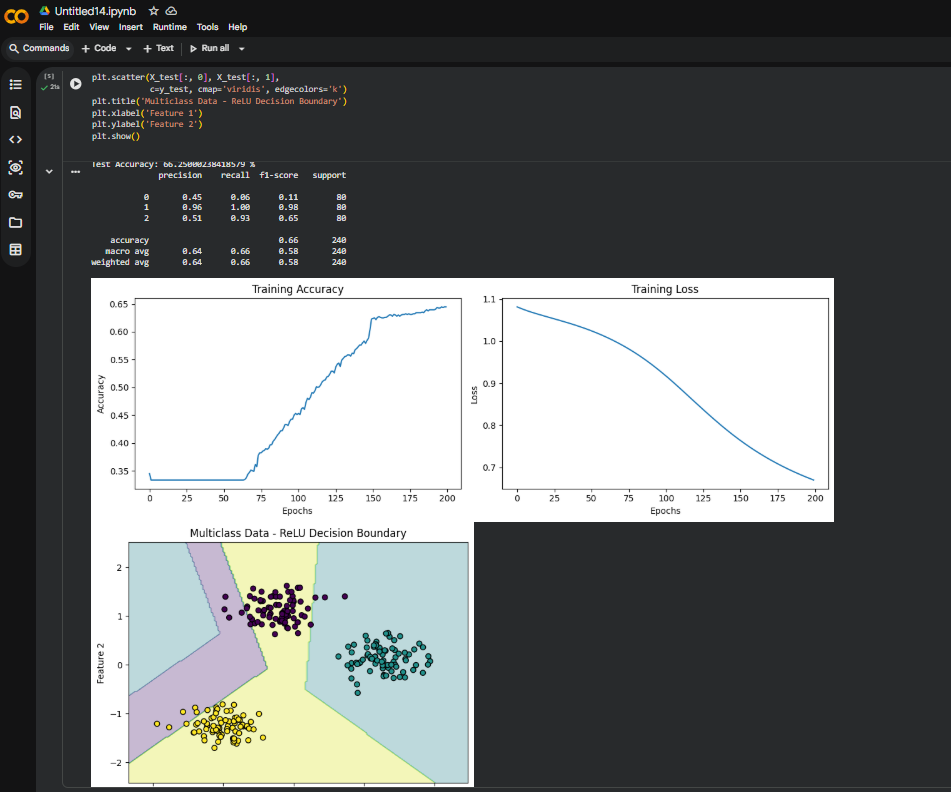 Untitled14.ipynb
File Edit View Insert Runtime Tools Help
Commands + Code + Text Run all
[5]
21s
plt.scatter(X_test[:, 0], X_test[:, 1],
c=y_test, cmap='viridis', edgecolors='k')
plt.title('Multiclass Data - ReLU Decision Boundary')
plt.xlabel('Feature 1')
plt.ylabel('Feature 2')
plt.show()
Test Accuracy: 66.25000238418579 %
precision recall f1-score support
0 0.45 0.06 0.11 80
1 0.96 1.00 0.98 80
2 0.51 0.93 0.65 80
accuracy 0.66 240
macro avg 0.64 0.66 0.58 240
weighted avg 0.64 0.66 0.58 240
Training Accuracy
0.65
0.60
0.55
0.50
0.45
0.40
0.35
Accuracy
0 25 50 75 100 125 150 175 200
Epochs
Training Loss
1.1
1.0
0.9
0.8
0.7
Loss
0 25 50 75 100 125 150 175 200
Epochs
Multiclass Data - ReLU Decision Boundary
2
1
0
−1
−2
Feature 2